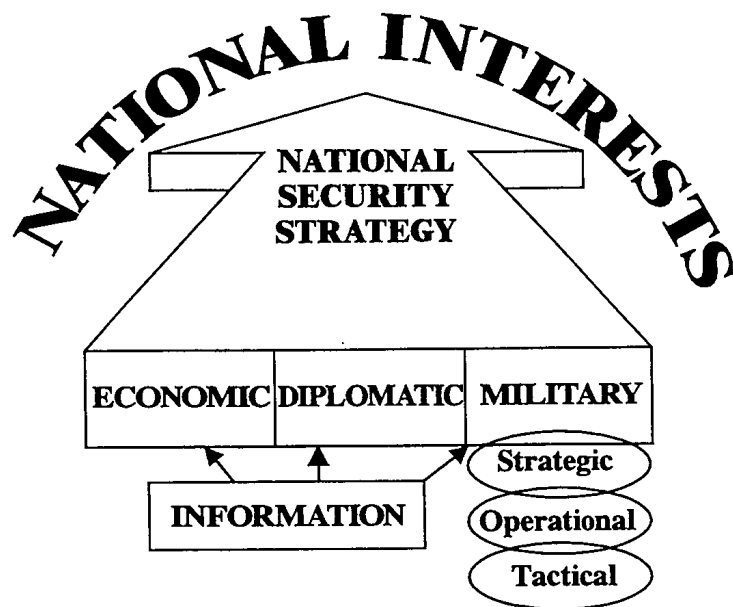 NATIONAL INTERESTS
NATIONAL
SECURITY
STRATEGY
ECONOMIC DIPLOMATIC MILITARY
Strategic
INFORMATION Operational
Tactical